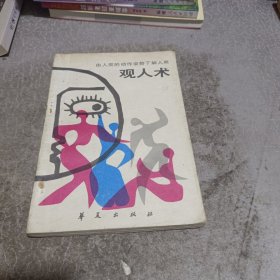 由人类的动作姿势了解人类
观人术
华夏出版社